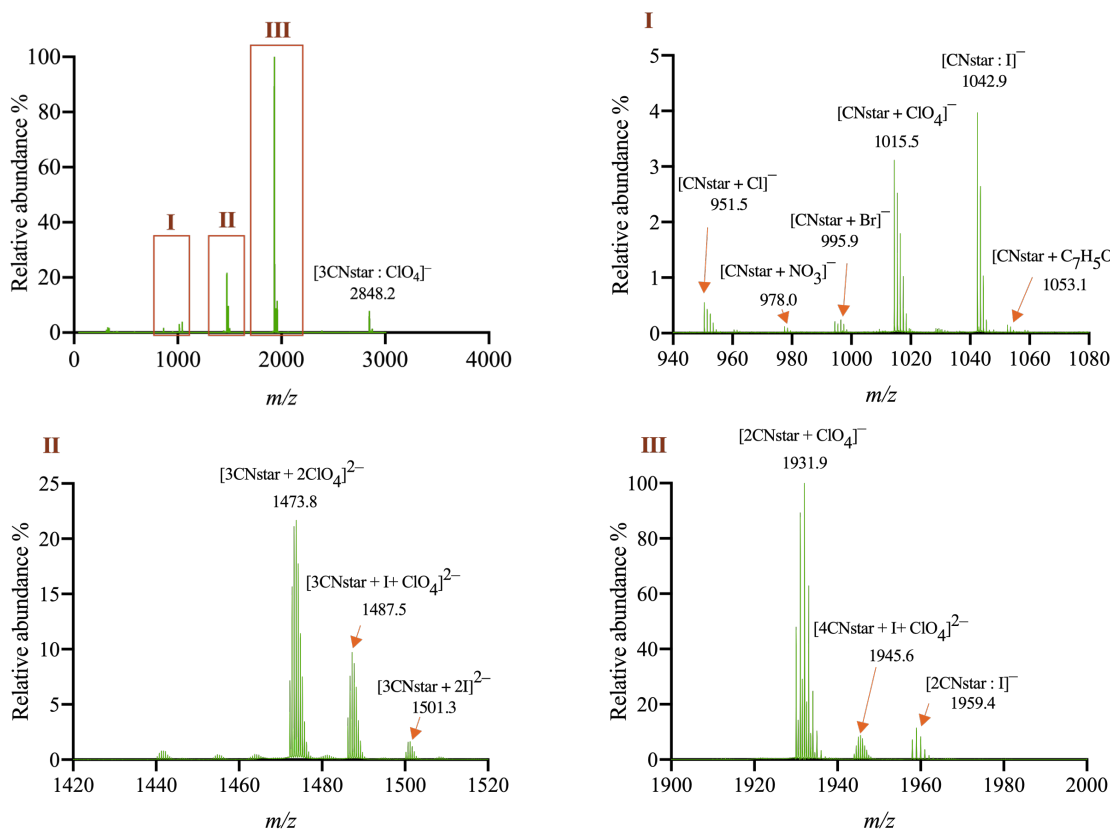 III
I
II
Relative abundance %
100
80
60
40
20
0
[3CNstar : ClO4]−
2848.2
0 1000 2000 3000 4000
m/z
I
Relative abundance %
5
4
3
2
1
0
[CNstar : I]−
1042.9
[CNstar + ClO4]−
1015.5
[CNstar + Cl]−
951.5
[CNstar + Br]−
995.9
[CNstar + NO3]−
978.0
[CNstar + C7H5O
1053.1
940 960 980 1000 1020 1040 1060 1080
m/z
II
Relative abundance %
25
20
15
10
5
0
[3CNstar + 2ClO4]2−
1473.8
[3CNstar + I+ ClO4]2−
1487.5
[3CNstar + 2I]2−
1501.3
1420 1440 1460 1480 1500 1520
m/z
III
Relative abundance %
100
80
60
40
20
0
[2CNstar + ClO4]−
1931.9
[4CNstar + I+ ClO4]2−
1945.6
[2CNstar : I]−
1959.4
1900 1920 1940 1960 1980 2000
m/z